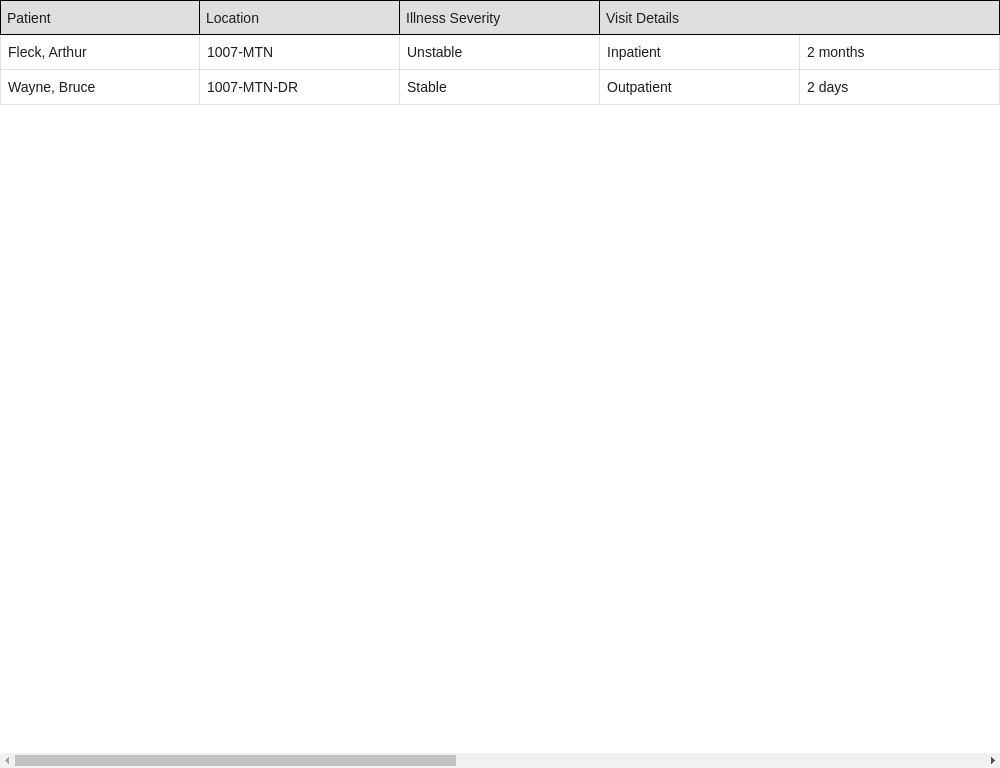 Patient Location Illness Severity Visit Details
Fleck, Arthur 1007-MTN Unstable Inpatient 2 months
Wayne, Bruce 1007-MTN-DR Stable Outpatient 2 days